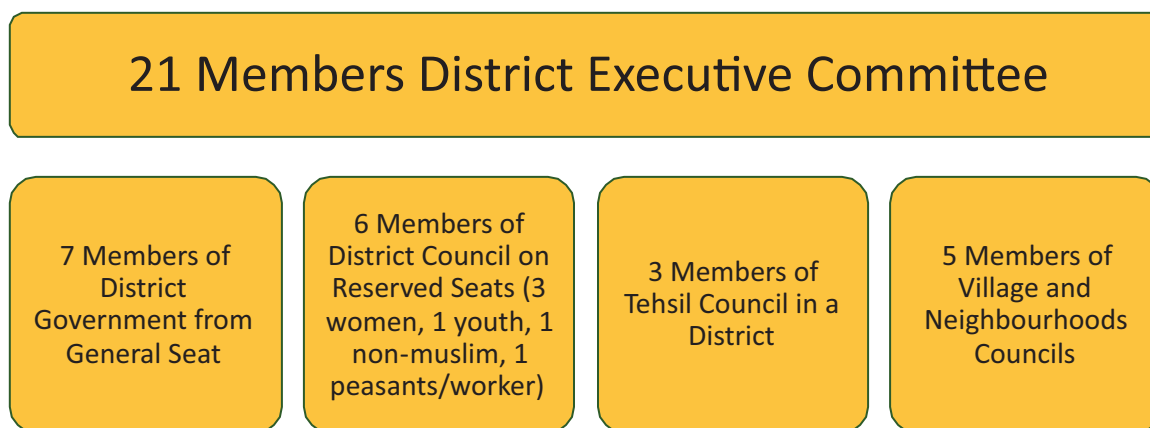 21 Members District Executive Committee
7 Members of
District
Government from
General Seat
6 Members of
District Council on
Reserved Seats (3
women, 1 youth, 1
non-muslim, 1
peasants/worker)
3 Members of
Tehsil Council in a
District
5 Members of
Village and
Neighbourhoods
Councils